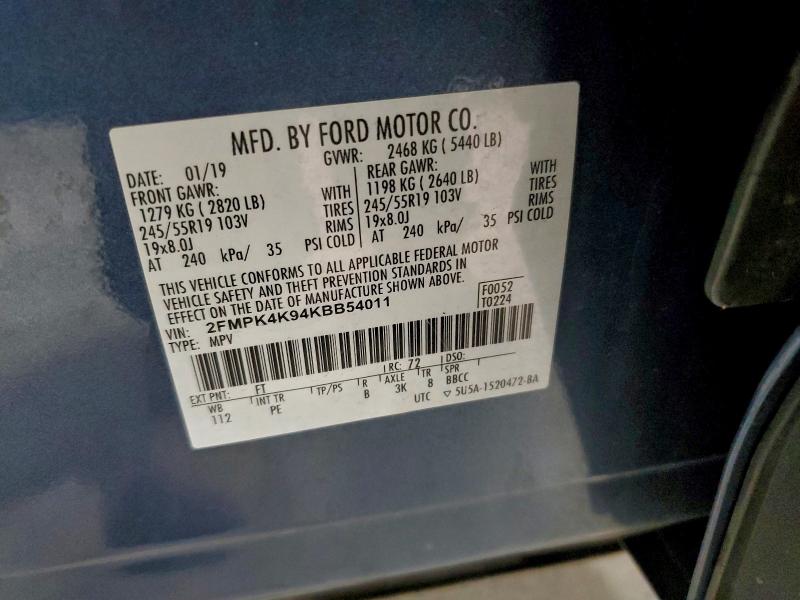 MFD. BY FORD MOTOR CO.
DATE: 01/19 GVWR: 2468 KG ( 5440 LB)
FRONT GAWR: REAR GAWR:
1279 KG ( 2820 LB) WITH 1198 KG ( 2640 LB) WITH
245/55R19 103V TIRES 245/55R19 103V TIRES
19x8.0J RIMS 19x8.0J RIMS
AT 240 kPa/ 35 PSI COLD AT 240 kPa/ 35 PSI COLD
THIS VEHICLE CONFORMS TO ALL APPLICABLE FEDERAL MOTOR
VEHICLE SAFETY AND THEFT PREVENTION STANDARDS IN
EFFECT ON THE DATE OF MANUFACTURE SHOWN ABOVE.
F0052
T0224
VIN: 2FMPK4K94KBB54011
TYPE: MPV
EXT PNT: FT RC: 72 DSO:
WB INT TR TP/PS R AXLE TR SPR
112 PE B 3K 8 BBCC
UTC ▽ 5U5A-1520472-BA